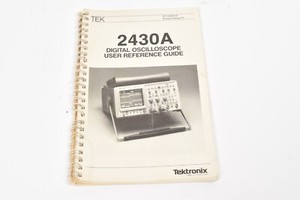 TEK
2430A
DIGITAL OSCILLOSCOPE
USER REFERENCE GUIDE
Tektronix